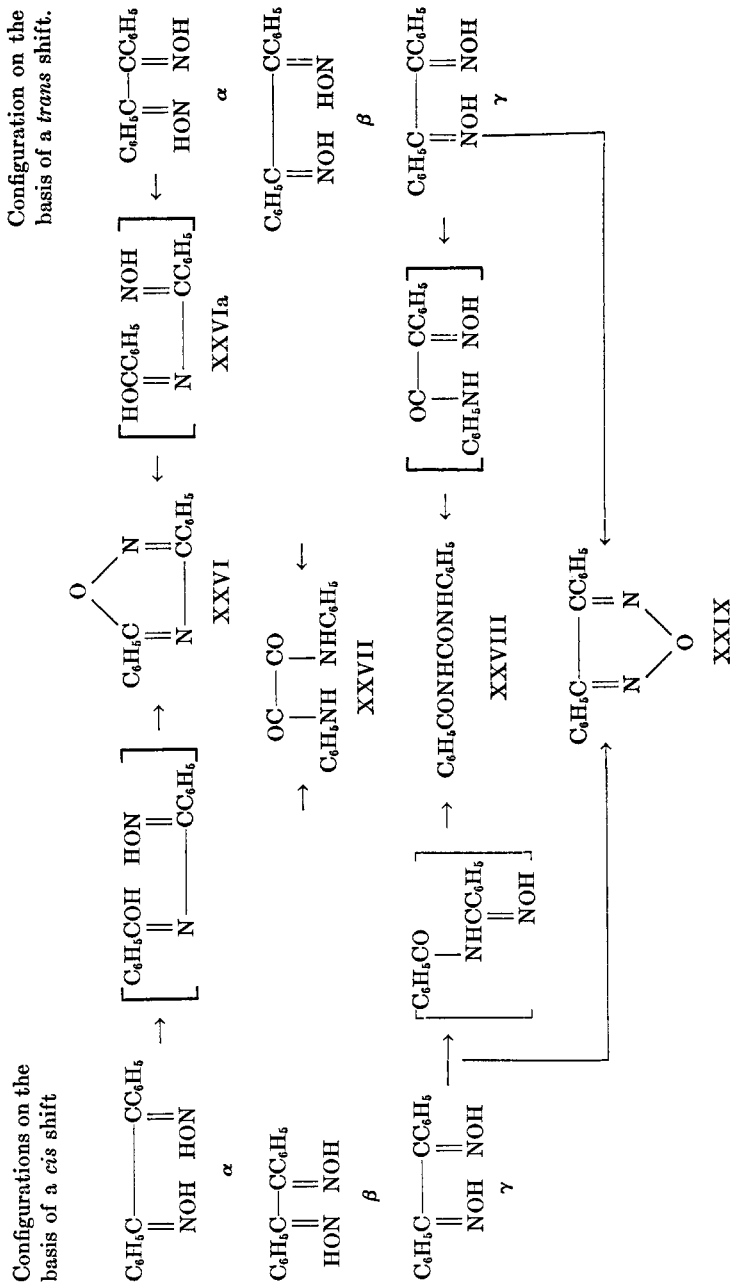 Configurations on the
basis of a cis shift
Configuration on the
basis of a trans shift.
C₆H₅C—CC₆H₅
NOH HON
α
C₆H₅COH HON
N—CC₆H₅
O
C₆H₅C N
N—CC₆H₅
XXVI
HOCC₆H₅ NOH
N—CC₆H₅
XXVIa
C₆H₅C—CC₆H₅
HON NOH
α
C₆H₅C—CC₆H₅
HON NOH
β
OC—CO
C₆H₅NH NHC₆H₅
XXVII
C₆H₅C—CC₆H₅
NOH HON
β
C₆H₅C—CC₆H₅
NOH NOH
γ
C₆H₅CO
NHCC₆H₅
NOH
C₆H₅CONHCONHC₆H₅
XXVIII
OC—CC₆H₅
C₆H₅NH NOH
C₆H₅C—CC₆H₅
NOH NOH
γ
C₆H₅C—CC₆H₅
N N
O
XXIX